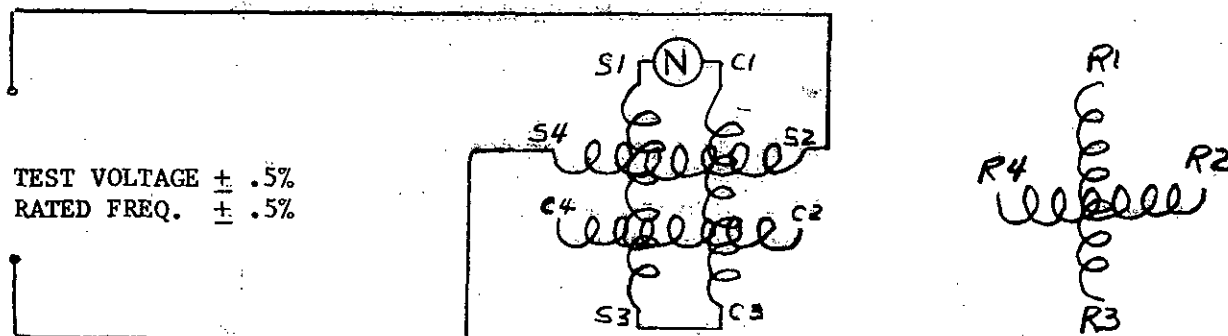 S1 N C1
R1
S4 S2
TEST VOLTAGE ± .5%
R4 R2
RATED FREQ. ± .5%
C4 C2
S3 C3
R3